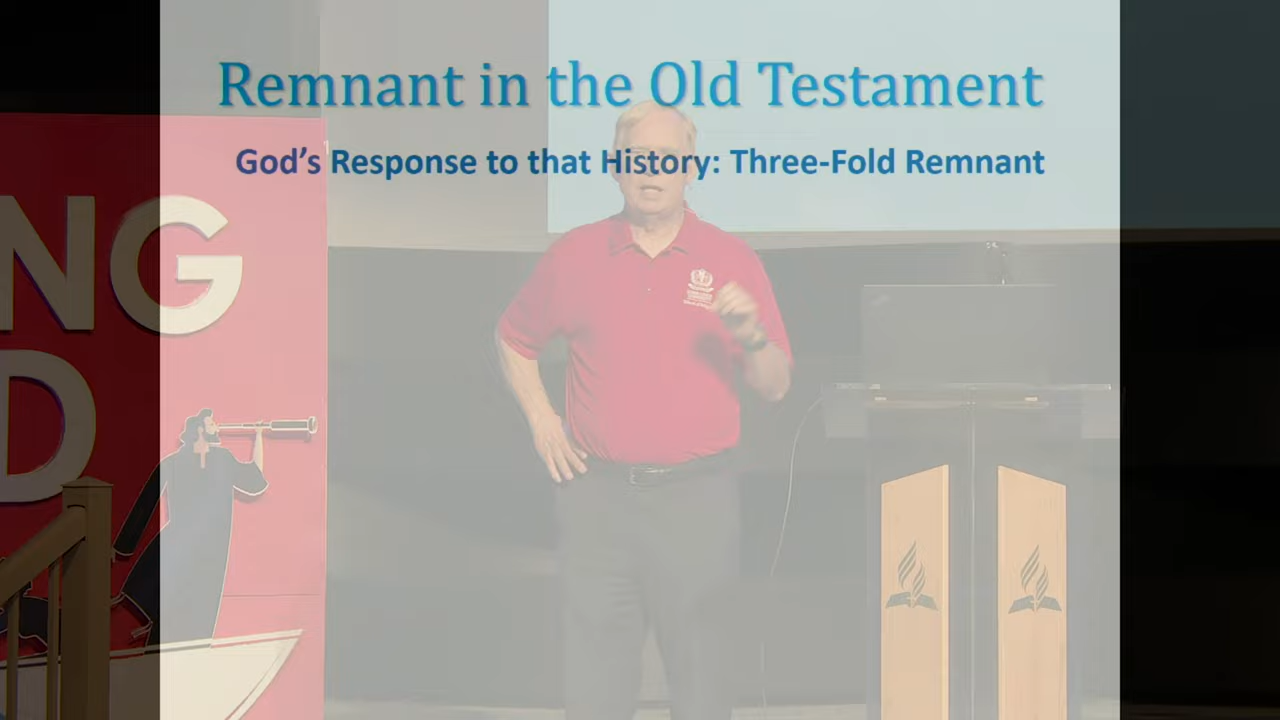 Remnant in the Old Testament
God's Response to that History: Three-Fold Remnant
NG
D